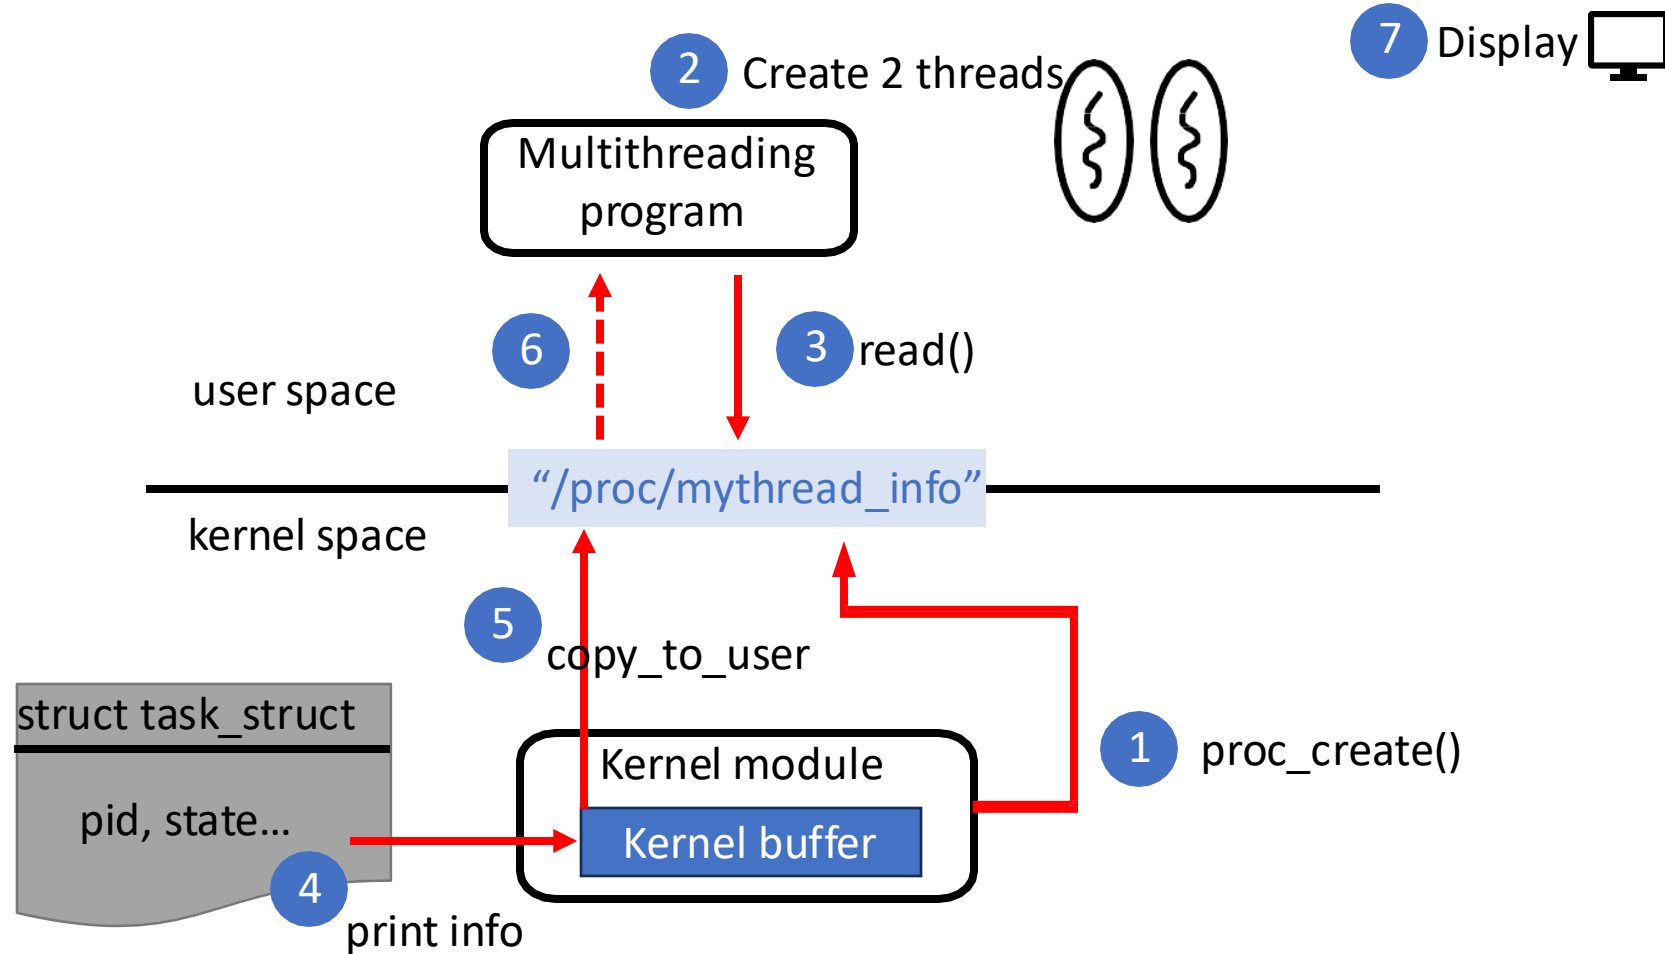 2
Create 2 threads
7
Display
Multithreading
program
6
3
read()
user space
“/proc/mythread_info”
kernel space
5
copy_to_user
struct task_struct
pid, state…
4
print info
Kernel module
Kernel buffer
1
proc_create()